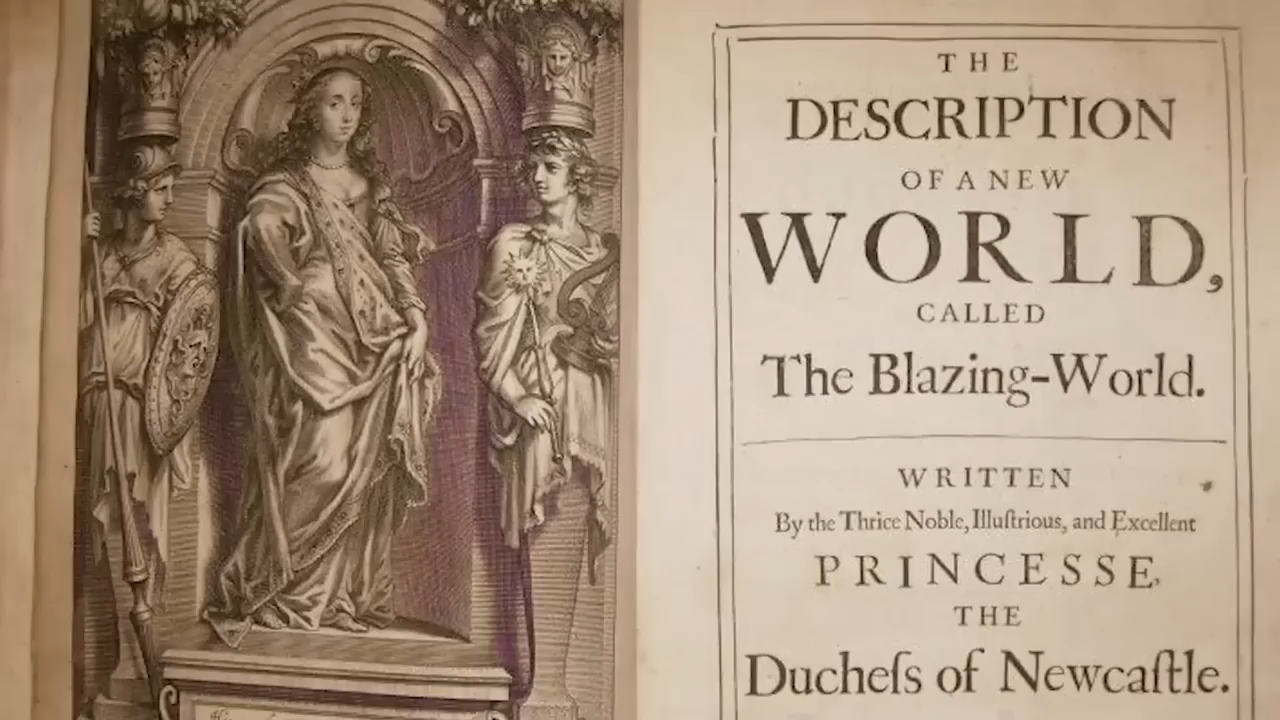 THE
DESCRIPTION
OF A NEW
WORLD,
CALLED
The Blazing-World.
WRITTEN
By the Thrice Noble, Illuſtrious, and Excellent
PRINCESSE,
THE
Ducheſs of Newcaſtle.